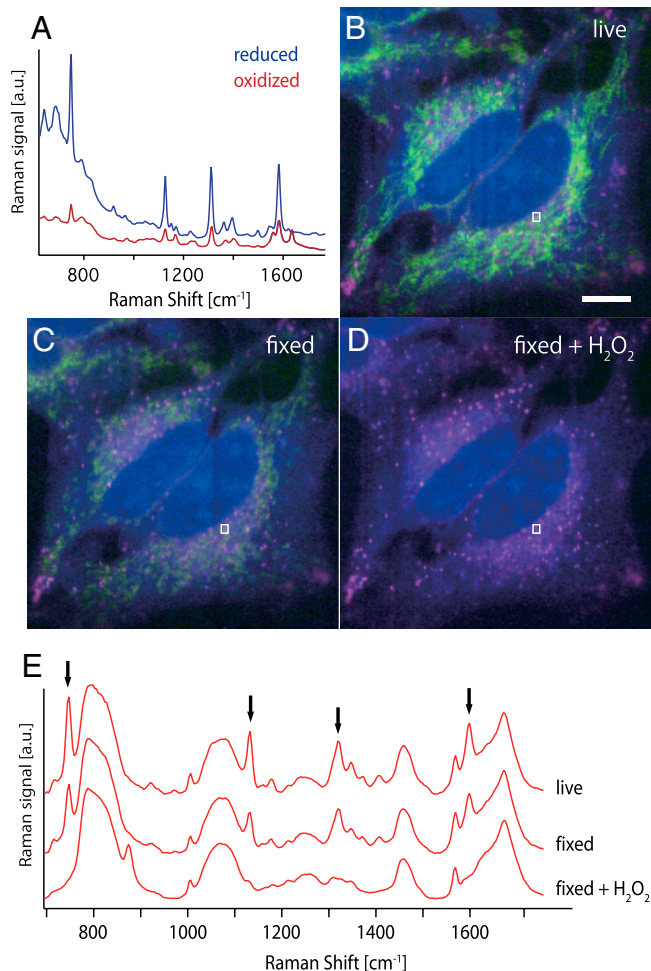 A
Raman signal [a.u.]
reduced
oxidized
800
1200
1600
Raman Shift [cm⁻¹]
B
live
C
fixed
D
fixed + H₂O₂
E
Raman signal [a.u.]
live
fixed
fixed + H₂O₂
800
1000
1200
1400
1600
Raman Shift [cm⁻¹]